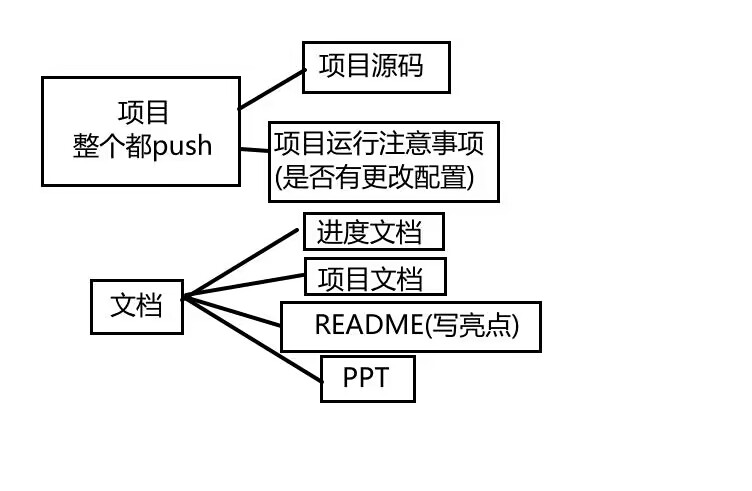 项目源码
项目
整个都push
项目运行注意事项
(是否有更改配置)
进度文档
项目文档
文档
README(写亮点)
PPT